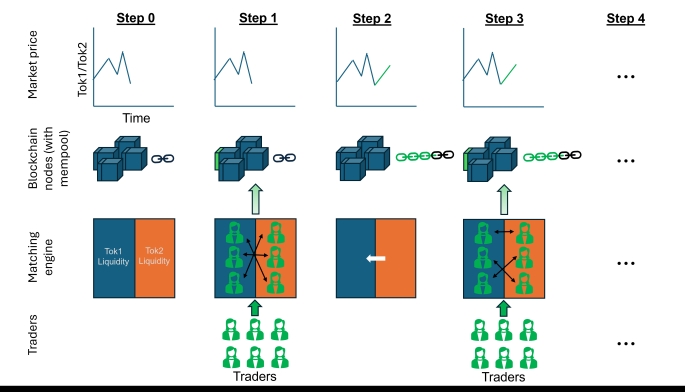 Step 0 Step 1 Step 2 Step 3 Step 4
Market price
Tok1/Tok2
Time
...
Blockchain
nodes (with
mempool)
...
Matching
engine
Tok1
Liquidity
Tok2
Liquidity
...
Traders
...
Traders
Traders